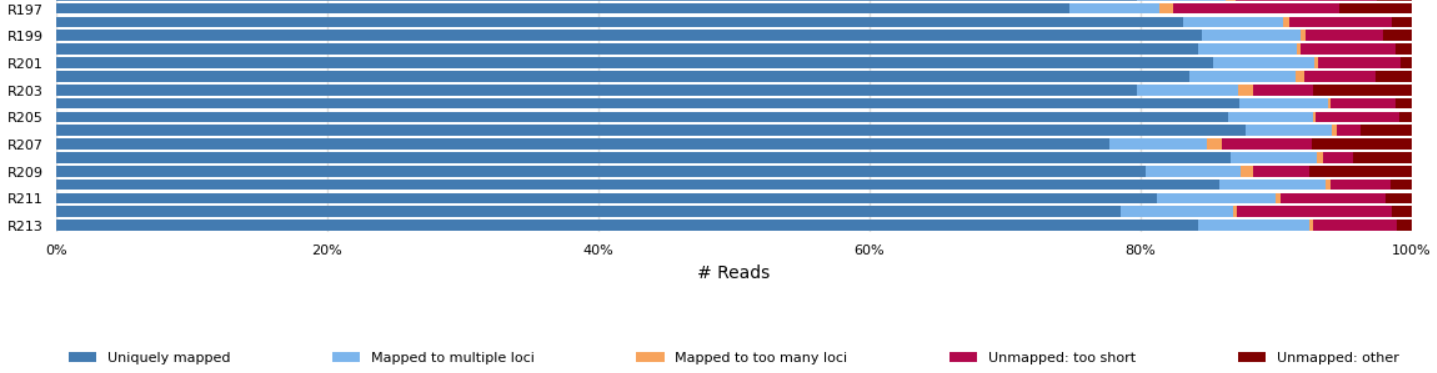 R197
R199
R201
R203
R205
R207
R209
R211
R213
0% 20% 40% 60% 80% 100%
# Reads
Uniquely mapped Mapped to multiple loci Mapped to too many loci Unmapped: too short Unmapped: other